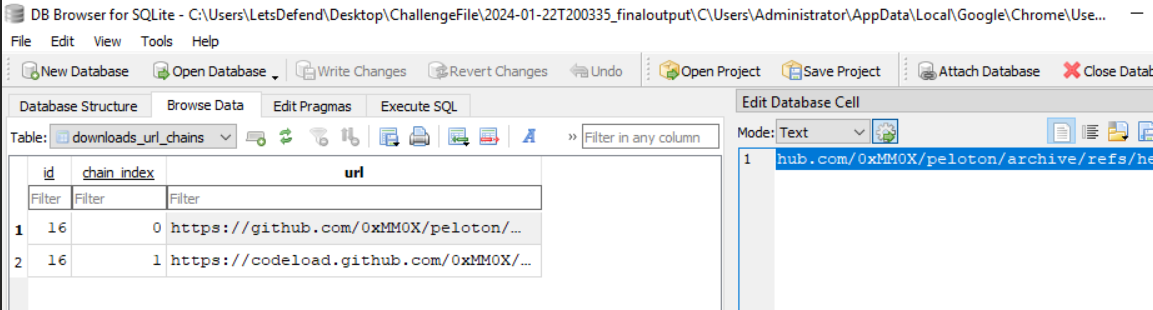 DB Browser for SQLite - C:\Users\LetsDefend\Desktop\ChallengeFile\2024-01-22T200335_finaloutput\C\Users\Administrator\AppData\Local\Google\Chrome\Use...
File Edit View Tools Help
New Database Open Database Write Changes Revert Changes Undo Open Project Save Project Attach Database Close Datab
Database Structure Browse Data Edit Pragmas Execute SQL Edit Database Cell
Table: downloads_url_chains » Filter in any column Mode: Text
id chain_index url 1 hub.com/0xMM0X/peloton/archive/refs/he
Filter Filter Filter
1 16 0 https://github.com/0xMM0X/peloton/…
2 16 1 https://codeload.github.com/0xMM0X/…